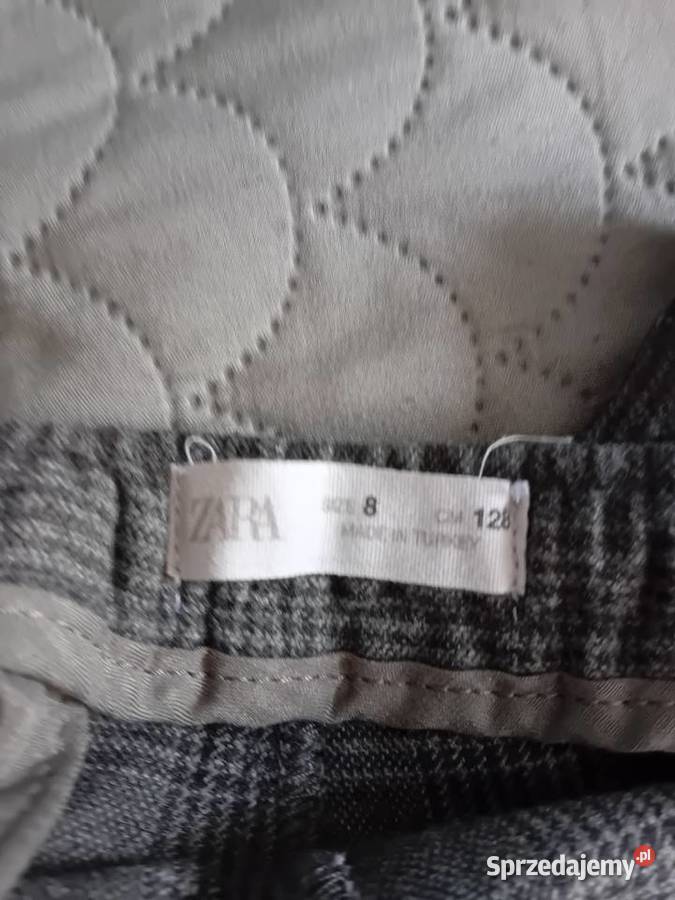 ZARA SIZE 8 CM 128
MADE IN TURKEY
Sprzedajemy.pl